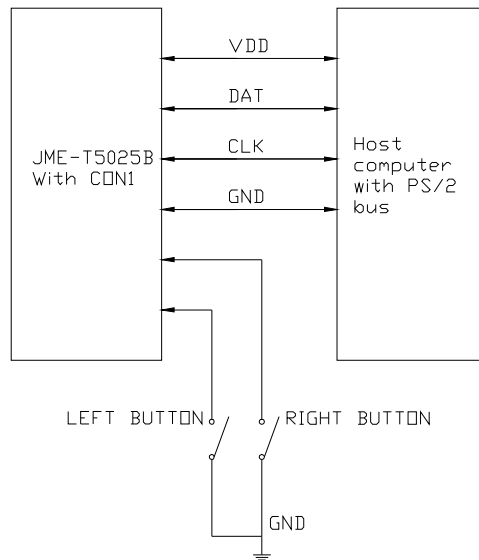 VDD
DAT
JME-T5025B
With CON1
CLK
Host
computer
with PS/2
bus
GND
LEFT BUTTON
RIGHT BUTTON
GND